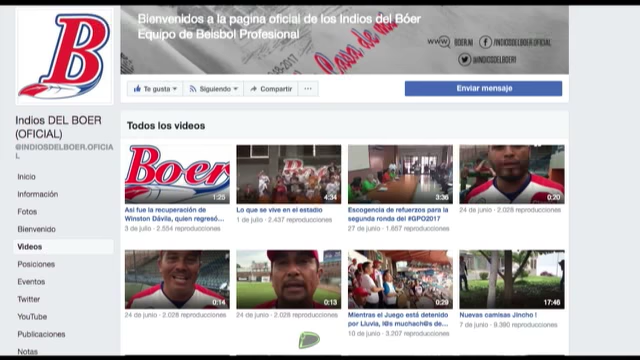 Bienvenidos a la pagina oficial de los Indios del Bóer
Equipo de Beisbol Profesional
B
WWW BOER.NI /INDIOSDELBOER.OFICIAL
@INDIOSDELBOER1
Te gusta
Siguiendo
Compartir
Enviar mensaje
Indios DEL BOER
(OFICIAL)
@INDIOSDELBOER.OFICIA
L
Inicio
Información
Fotos
Bienvenido
Videos
Posiciones
Eventos
Twitter
YouTube
Publicaciones
Notas
Todos los videos
Boer
1:25
Así fue la recuperación de
Winston Dávila, quien regresó...
3 de julio · 2.554 reproducciones
Boer
4:34
Lo que se vive en el estadio
1 de julio · 2.437 reproducciones
3:36
Escogencia de refuerzos para la
segunda ronda del #GPO2017
27 de junio · 1.657 reproducciones
0:20
24 de junio · 2.028 reproducciones
0:14
24 de junio · 2.028 reproducciones
0:13
24 de junio · 2.028 reproducciones
0:29
Mientras el Juego está detenido
por Lluvia, l@s muchach@s de...
10 de junio · 3.207 reproducciones
17:46
Nuevas camisas Jincho !
7 de junio · 9.390 reproducciones